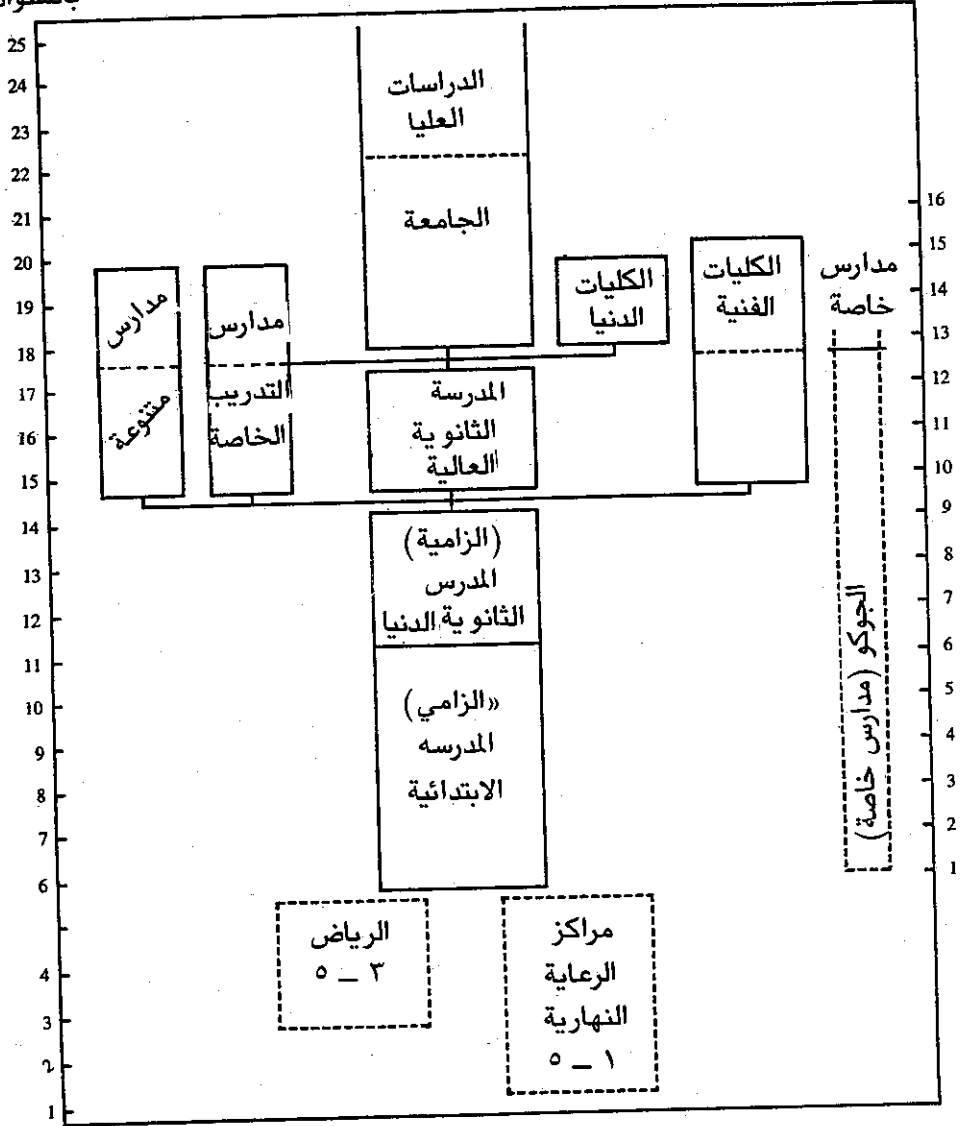 25
24
23
22
21
20
19
18
17
16
15
14
13
12
11
10
9
8
7
6
4
3
2
1
الدراسات
العليا
الجامعة
مدارس
متنوعة
مدارس
التدريب
الخاصة
الكليات
الدنيا
الكليات
الفنية
مدارس
خاصة
المدرسة
الثانوية
العالية
(الزامية)
المدرس
الثانوية الدنيا
«الزامي)
المدرسه
الابتدائية
الجوكو (مدارس خاصة)
الرياض
٣ – ٥
مراكز
الرعاية
النهارية
١ – ٥
16
15
14
13
12
11
10
9
8
7
6
5
4
3
2
1